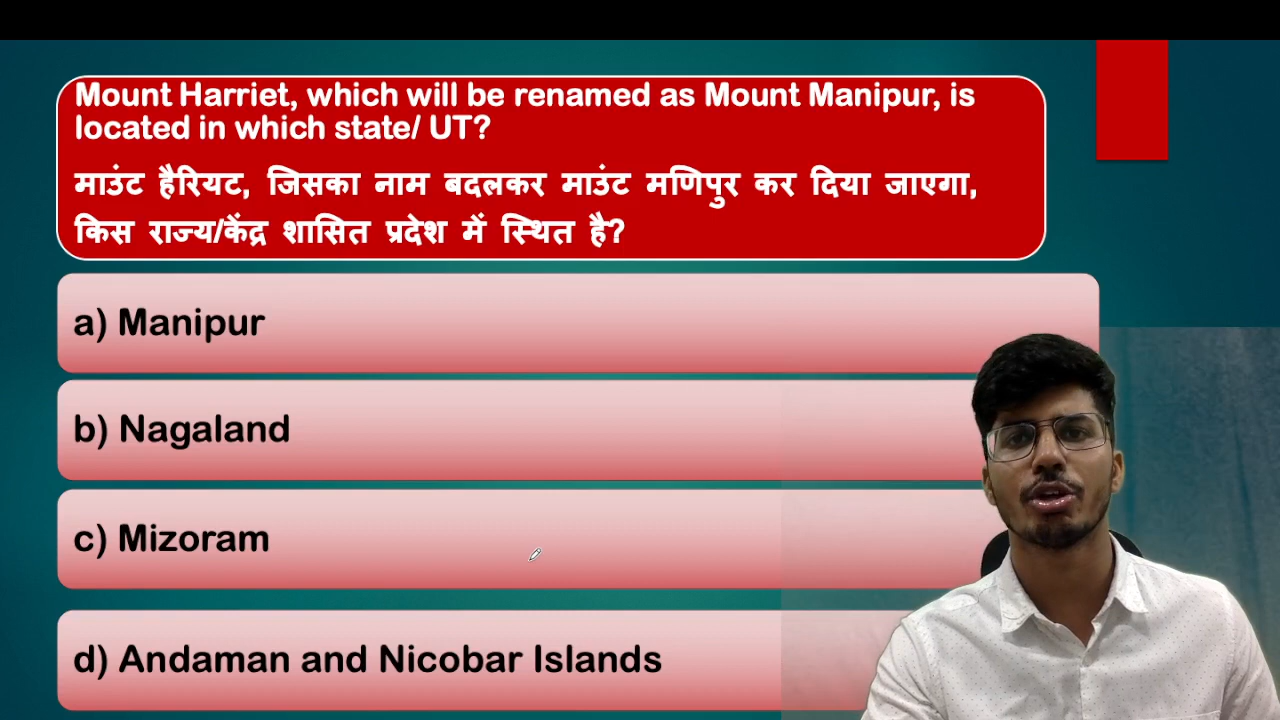 Mount Harriet, which will be renamed as Mount Manipur, is
located in which state/ UT?
माउंट हैरियट, जिसका नाम बदलकर माउंट मणिपुर कर दिया जाएगा,
किस राज्य/केंद्र शासित प्रदेश में स्थित है?
a) Manipur
b) Nagaland
c) Mizoram
d) Andaman and Nicobar Islands